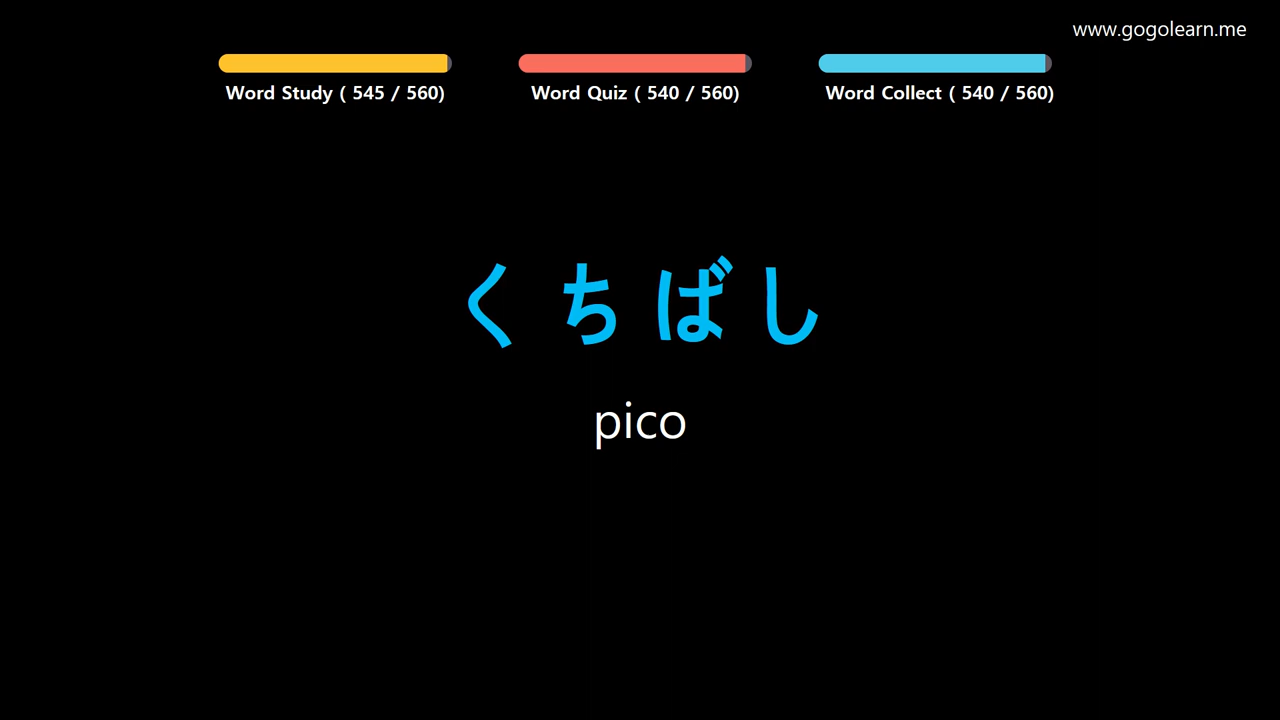 www.gogolearn.me
Word Study ( 545 / 560)
Word Quiz ( 540 / 560)
Word Collect ( 540 / 560)
くちばし
pico